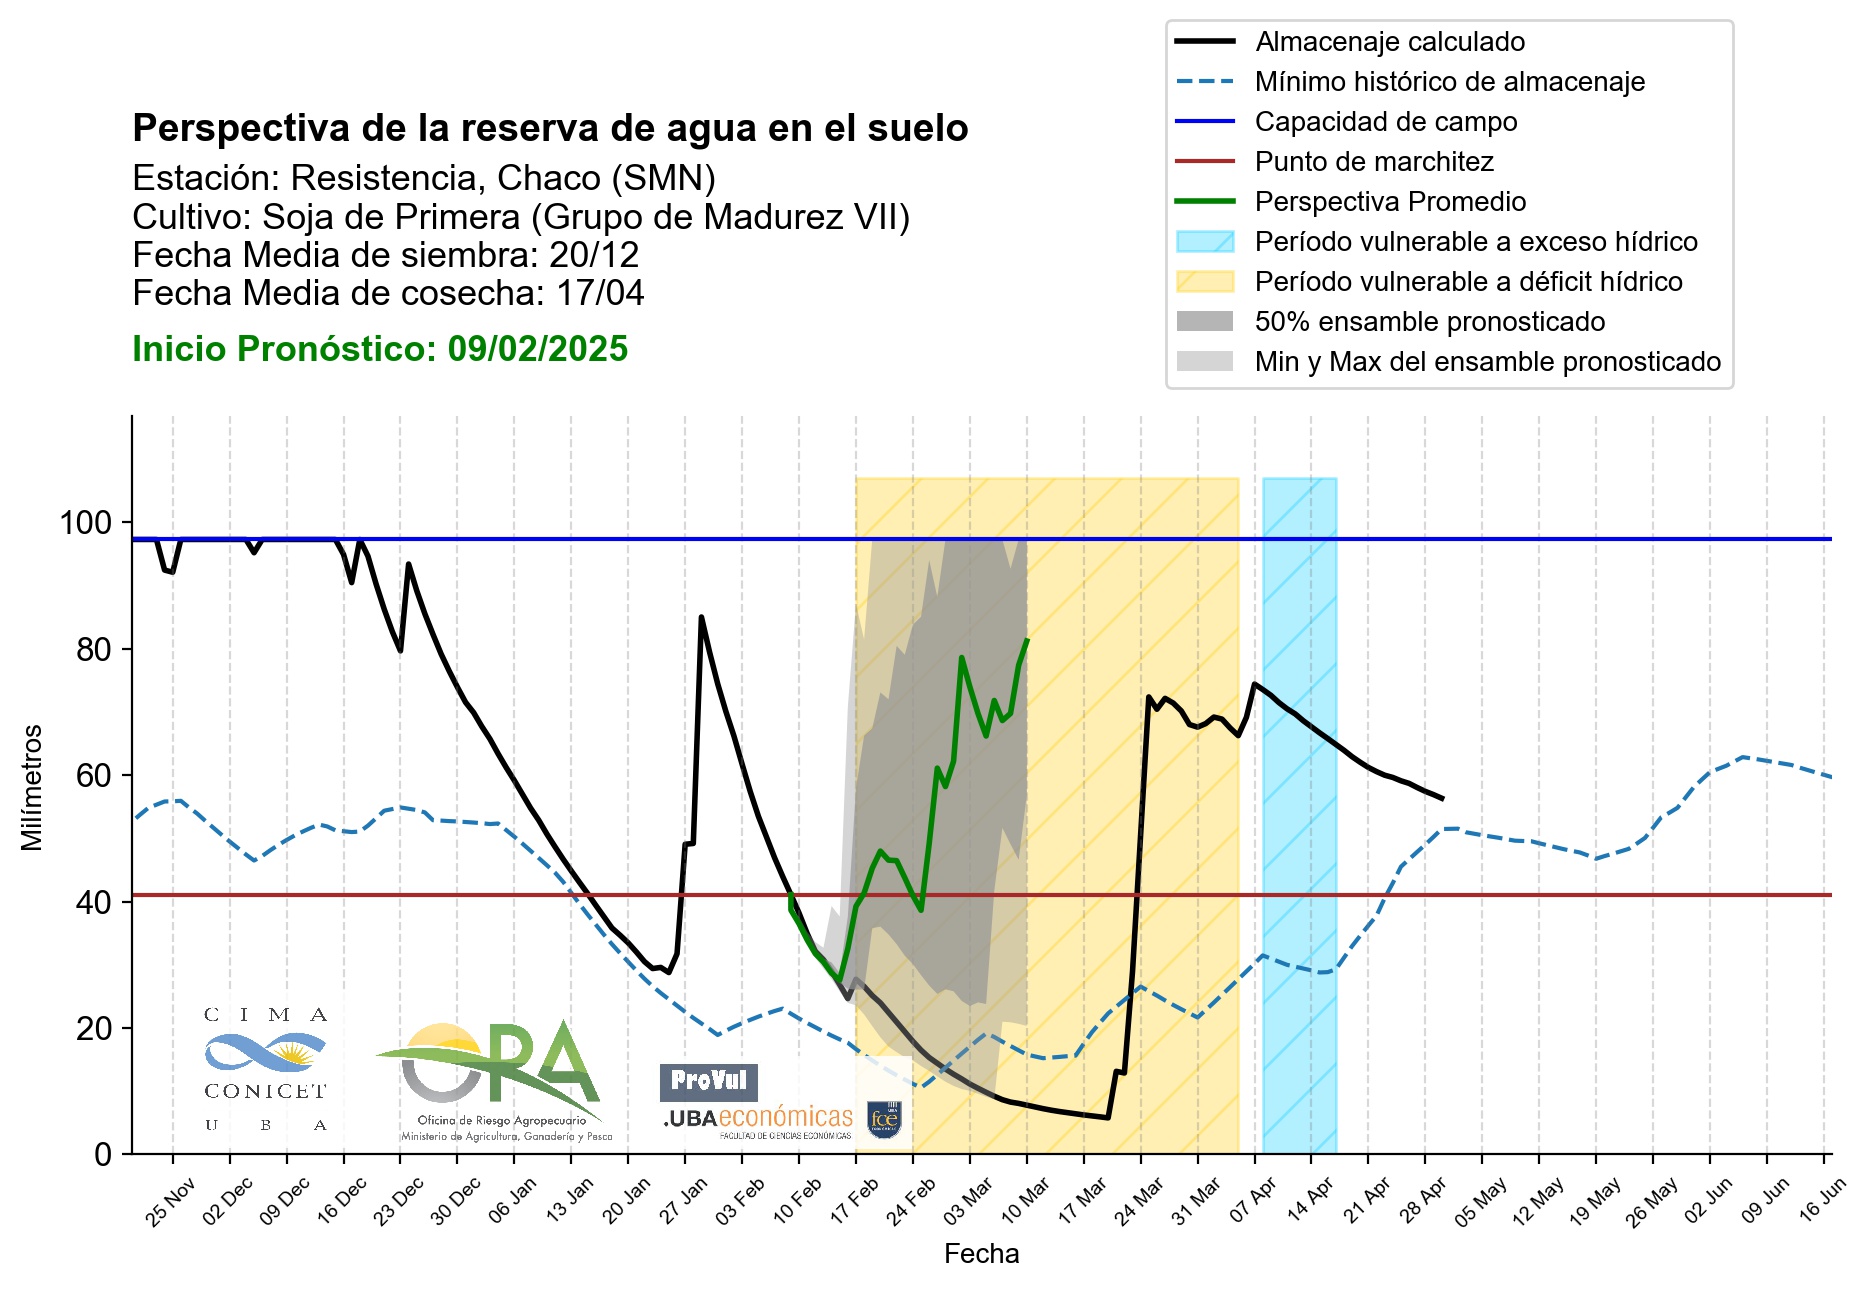 Almacenaje calculado
Mínimo histórico de almacenaje
Capacidad de campo
Punto de marchitez
Perspectiva Promedio
Período vulnerable a exceso hídrico
Período vulnerable a déficit hídrico
50% ensamble pronosticado
Min y Max del ensamble pronosticado
Perspectiva de la reserva de agua en el suelo
Estación: Resistencia, Chaco (SMN)
Cultivo: Soja de Primera (Grupo de Madurez VII)
Fecha Media de siembra: 20/12
Fecha Media de cosecha: 17/04
Inicio Pronóstico: 09/02/2025
100
80
60
40
20
0
Milímetros
CIMA
CONICET
UBA
ORA
Oficina de Riesgo Agropecuario
Ministerio de Agricultura, Ganadería y Pesca
ProVul
.UBAeconómicas
FACULTAD DE CIENCIAS ECONÓMICAS
UBA
fce
ECONÓMICAS
25 Nov
02 Dec
09 Dec
16 Dec
23 Dec
30 Dec
06 Jan
13 Jan
20 Jan
27 Jan
03 Feb
10 Feb
17 Feb
24 Feb
03 Mar
10 Mar
17 Mar
24 Mar
31 Mar
07 Apr
14 Apr
21 Apr
28 Apr
05 May
12 May
19 May
26 May
02 Jun
09 Jun
16 Jun
Fecha